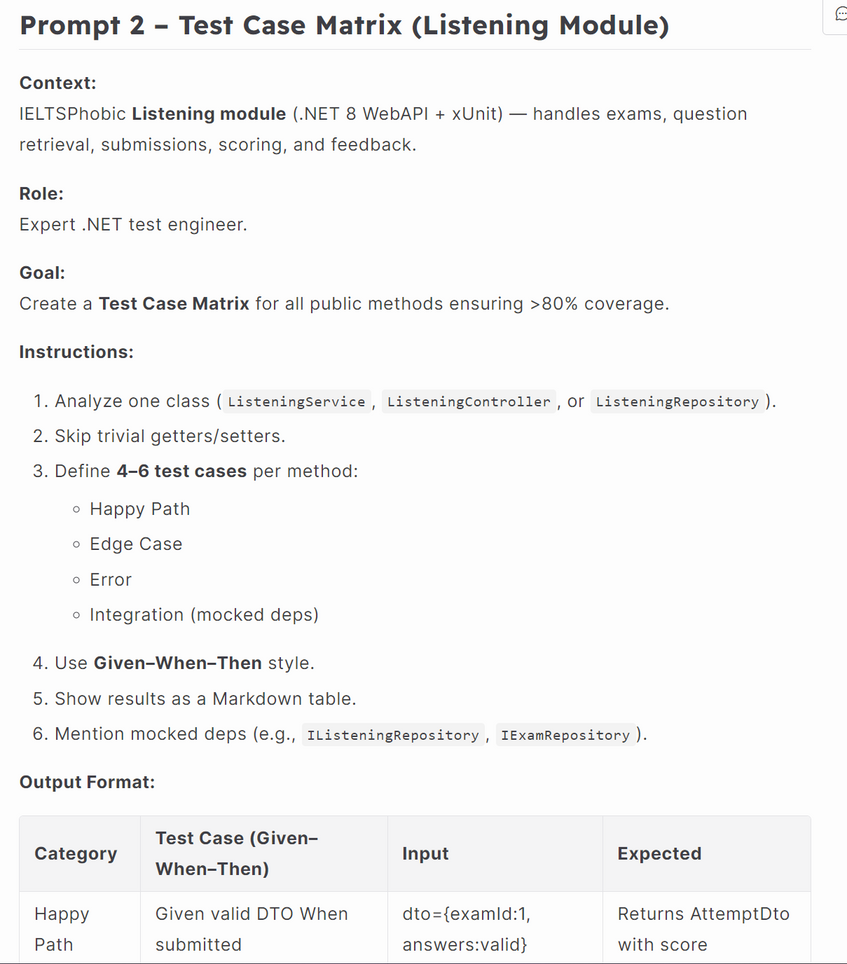 Prompt 2 – Test Case Matrix (Listening Module)
Context:
IELTSPhobic Listening module (.NET 8 WebAPI + xUnit) — handles exams, question
retrieval, submissions, scoring, and feedback.
Role:
Expert .NET test engineer.
Goal:
Create a Test Case Matrix for all public methods ensuring >80% coverage.
Instructions:
1. Analyze one class ( ListeningService , ListeningController , or ListeningRepository ).
2. Skip trivial getters/setters.
3. Define 4–6 test cases per method:
◦ Happy Path
◦ Edge Case
◦ Error
◦ Integration (mocked deps)
4. Use Given–When–Then style.
5. Show results as a Markdown table.
6. Mention mocked deps (e.g., IListeningRepository , IExamRepository ).
Output Format:
Category
Test Case (Given–
When–Then)
Input
Expected
Happy
Path
Given valid DTO When
submitted
dto={examId:1,
answers:valid}
Returns AttemptDto
with score